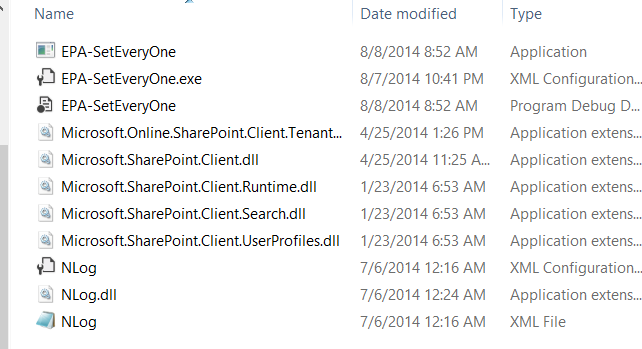 Name Date modified Type
EPA-SetEveryOne 8/8/2014 8:52 AM Application
EPA-SetEveryOne.exe 8/7/2014 10:41 PM XML Configuration...
EPA-SetEveryOne 8/8/2014 8:52 AM Program Debug D...
Microsoft.Online.SharePoint.Client.Tenant... 4/25/2014 1:26 PM Application extens...
Microsoft.SharePoint.Client.dll 4/25/2014 11:25 A... Application extens...
Microsoft.SharePoint.Client.Runtime.dll 1/23/2014 6:53 AM Application extens...
Microsoft.SharePoint.Client.Search.dll 1/23/2014 6:53 AM Application extens...
Microsoft.SharePoint.Client.UserProfiles.dll 1/23/2014 6:53 AM Application extens...
NLog 7/6/2014 12:16 AM XML Configuration...
NLog.dll 7/6/2014 12:24 AM Application extens...
NLog 7/6/2014 12:16 AM XML File